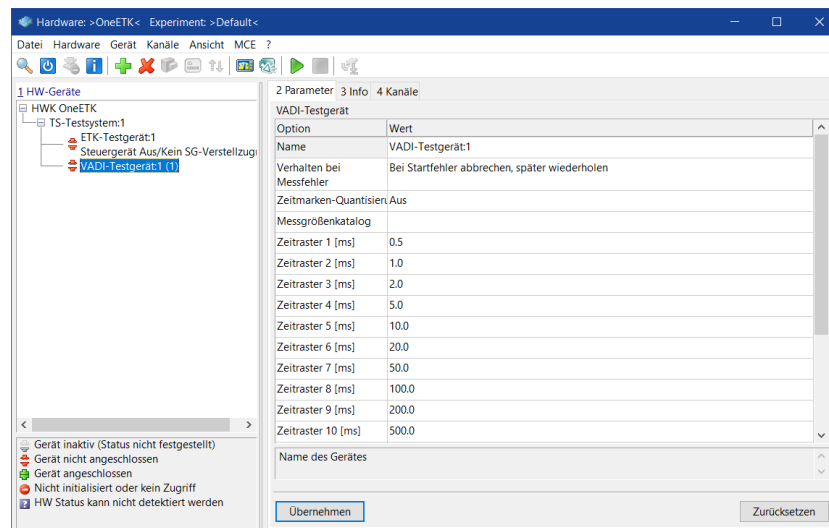 Hardware: >OneETK<   Experiment: >Default<
Datei Hardware Gerät Kanäle Ansicht MCE ?
1 HW-Geräte
HWK OneETK
TS-Testsystem:1
ETK-Testgerät:1
Steuergerät Aus/Kein SG-Verstellzugr
VADI-Testgerät:1 (1)
Gerät inaktiv (Status nicht festgestellt)
Gerät nicht angeschlossen
Gerät angeschlossen
Nicht initialisiert oder kein Zugriff
HW Status kann nicht detektiert werden
2 Parameter 3 Info 4 Kanäle
VADI-Testgerät
Option Wert
Name VADI-Testgerät:1
Verhalten bei Bei Startfehler abbrechen, später wiederholen
Messfehler
Zeitmarken-Quantisieru Aus
Messgrößenkatalog
Zeitraster 1 [ms] 0.5
Zeitraster 2 [ms] 1.0
Zeitraster 3 [ms] 2.0
Zeitraster 4 [ms] 5.0
Zeitraster 5 [ms] 10.0
Zeitraster 6 [ms] 20.0
Zeitraster 7 [ms] 50.0
Zeitraster 8 [ms] 100.0
Zeitraster 9 [ms] 200.0
Zeitraster 10 [ms] 500.0
Name des Gerätes
Übernehmen Zurücksetzen